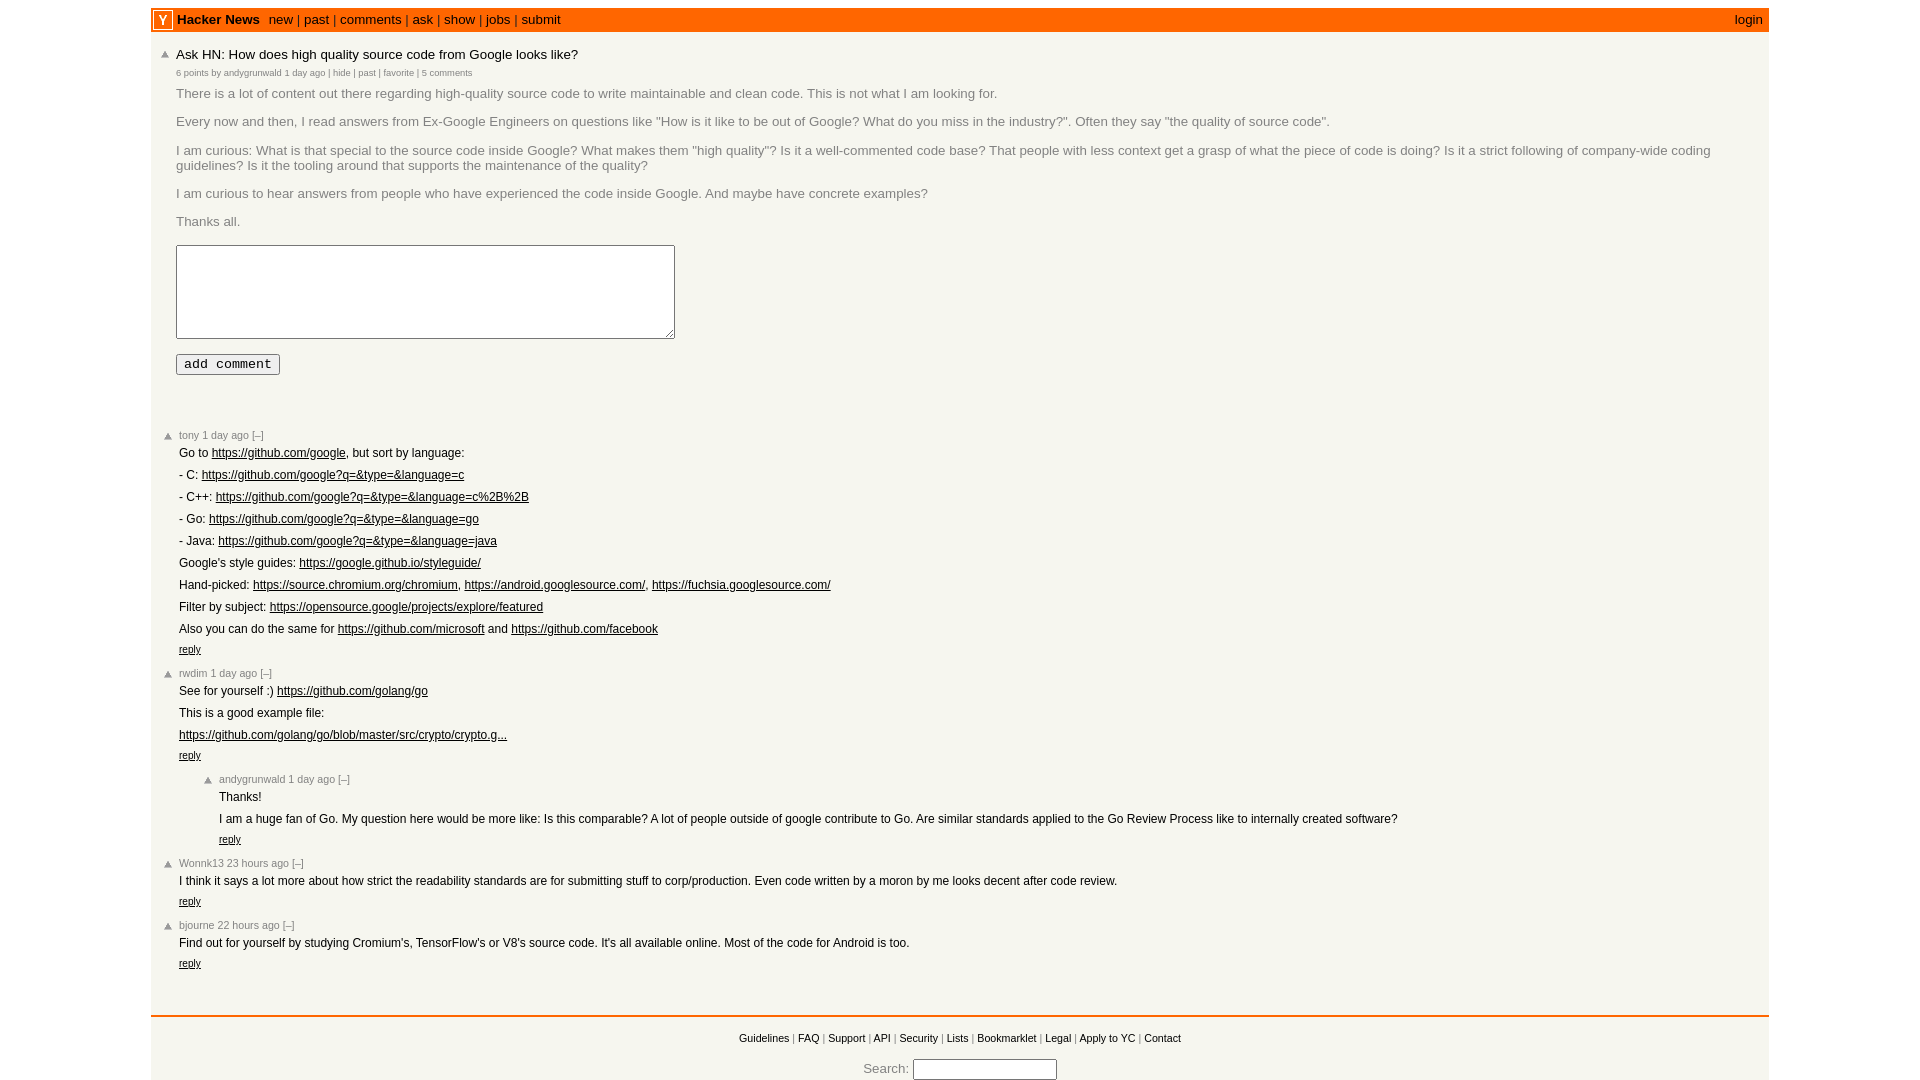 Y Hacker News new | past | comments | ask | show | jobs | submit login
Ask HN: How does high quality source code from Google looks like?
6 points by andygrunwald 1 day ago | hide | past | favorite | 5 comments
There is a lot of content out there regarding high-quality source code to write maintainable and clean code. This is not what I am looking for.
Every now and then, I read answers from Ex-Google Engineers on questions like "How is it like to be out of Google? What do you miss in the industry?". Often they say "the quality of source code".
I am curious: What is that special to the source code inside Google? What makes them "high quality"? Is it a well-commented code base? That people with less context get a grasp of what the piece of code is doing? Is it a strict following of company-wide coding
guidelines? Is it the tooling around that supports the maintenance of the quality?
I am curious to hear answers from people who have experienced the code inside Google. And maybe have concrete examples?
Thanks all.
add comment
tony 1 day ago [–]
Go to https://github.com/google, but sort by language:
- C: https://github.com/google?q=&type=&language=c
- C++: https://github.com/google?q=&type=&language=c%2B%2B
- Go: https://github.com/google?q=&type=&language=go
- Java: https://github.com/google?q=&type=&language=java
Google's style guides: https://google.github.io/styleguide/
Hand-picked: https://source.chromium.org/chromium, https://android.googlesource.com/, https://fuchsia.googlesource.com/
Filter by subject: https://opensource.google/projects/explore/featured
Also you can do the same for https://github.com/microsoft and https://github.com/facebook
reply
rwdim 1 day ago [–]
See for yourself :) https://github.com/golang/go
This is a good example file:
https://github.com/golang/go/blob/master/src/crypto/crypto.g...
reply
andygrunwald 1 day ago [–]
Thanks!
I am a huge fan of Go. My question here would be more like: Is this comparable? A lot of people outside of google contribute to Go. Are similar standards applied to the Go Review Process like to internally created software?
reply
Wonnk13 23 hours ago [–]
I think it says a lot more about how strict the readability standards are for submitting stuff to corp/production. Even code written by a moron by me looks decent after code review.
reply
bjourne 22 hours ago [–]
Find out for yourself by studying Cromium's, TensorFlow's or V8's source code. It's all available online. Most of the code for Android is too.
reply
Guidelines | FAQ | Support | API | Security | Lists | Bookmarklet | Legal | Apply to YC | Contact
Search: